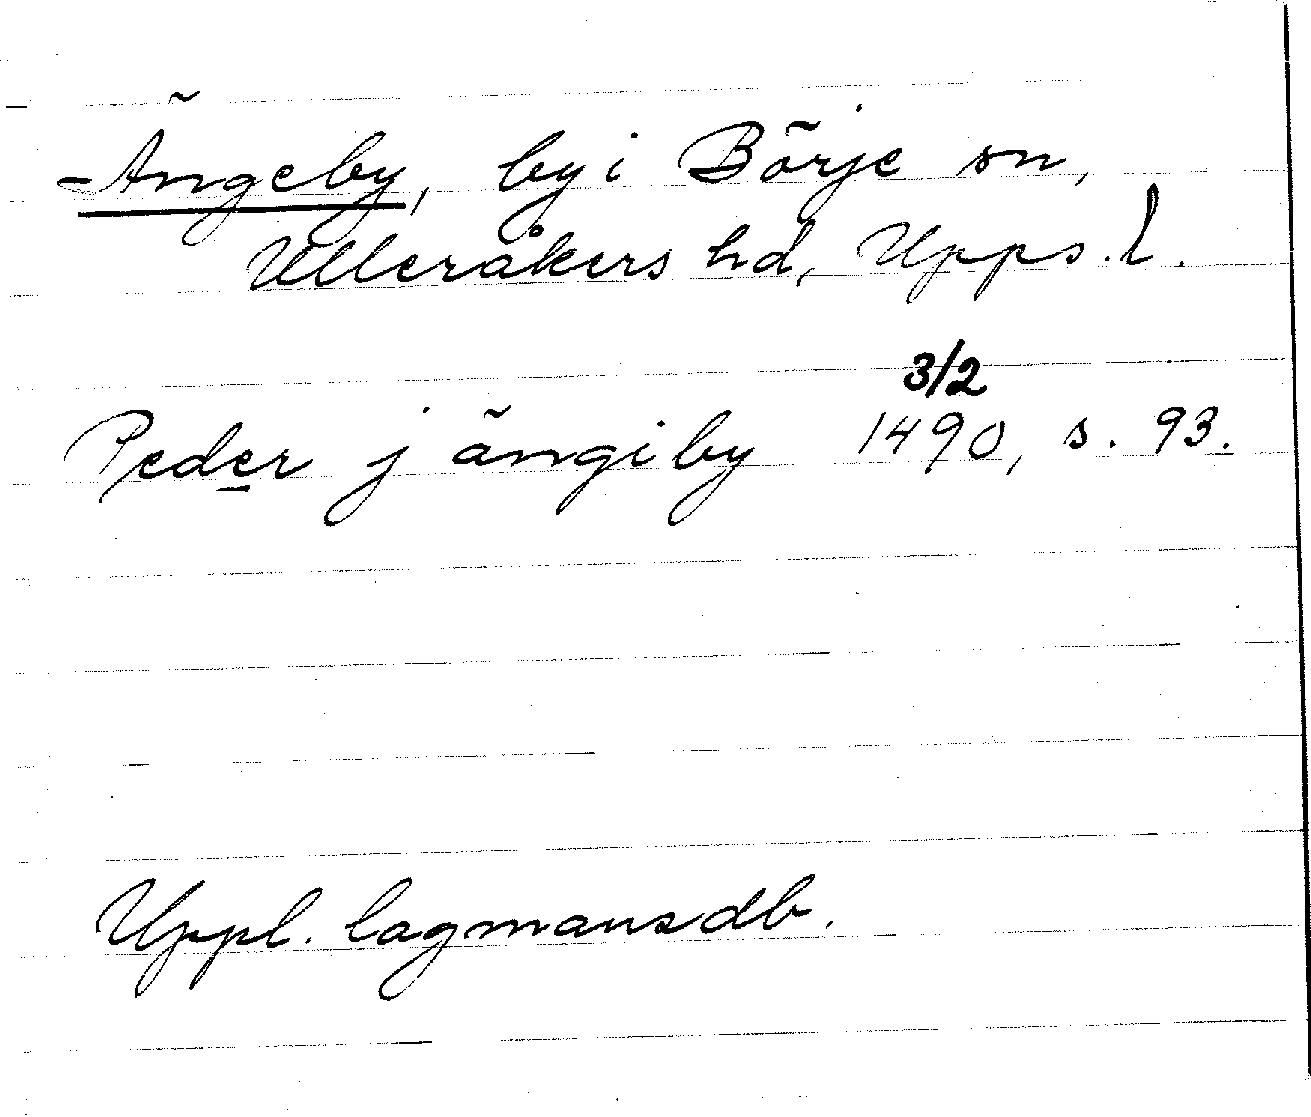 Ängeby, by i Börje sn,
Ulleråkers hd, Upps. l.
3/2
Peder j ängiby 1490, s. 93.
Uppl. lagmansdb.